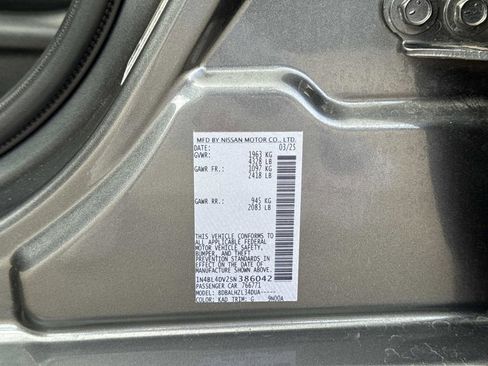 MFD BY NISSAN MOTOR CO., LTD.
DATE: 03/25
GVWR: 1963 KG
4328 LB
GAWR FR.: 1097 KG
2418 LB
GAWR RR.: 945 KG
2083 LB
THIS VEHICLE CONFORMS TO
ALL APPLICABLE FEDERAL
MOTOR VEHICLE SAFETY,
BUMPER, AND THEFT
PREVENTION STANDARDS IN
EFFECT ON THE DATE OF
MANUFACTURE SHOWN ABOVE.
1N4BL4DV2SN386042
PASSENGER CAR 766771
MODEL: BDBALHZL34DUA-----
COLOR: KAD TRIM: G 9N00A